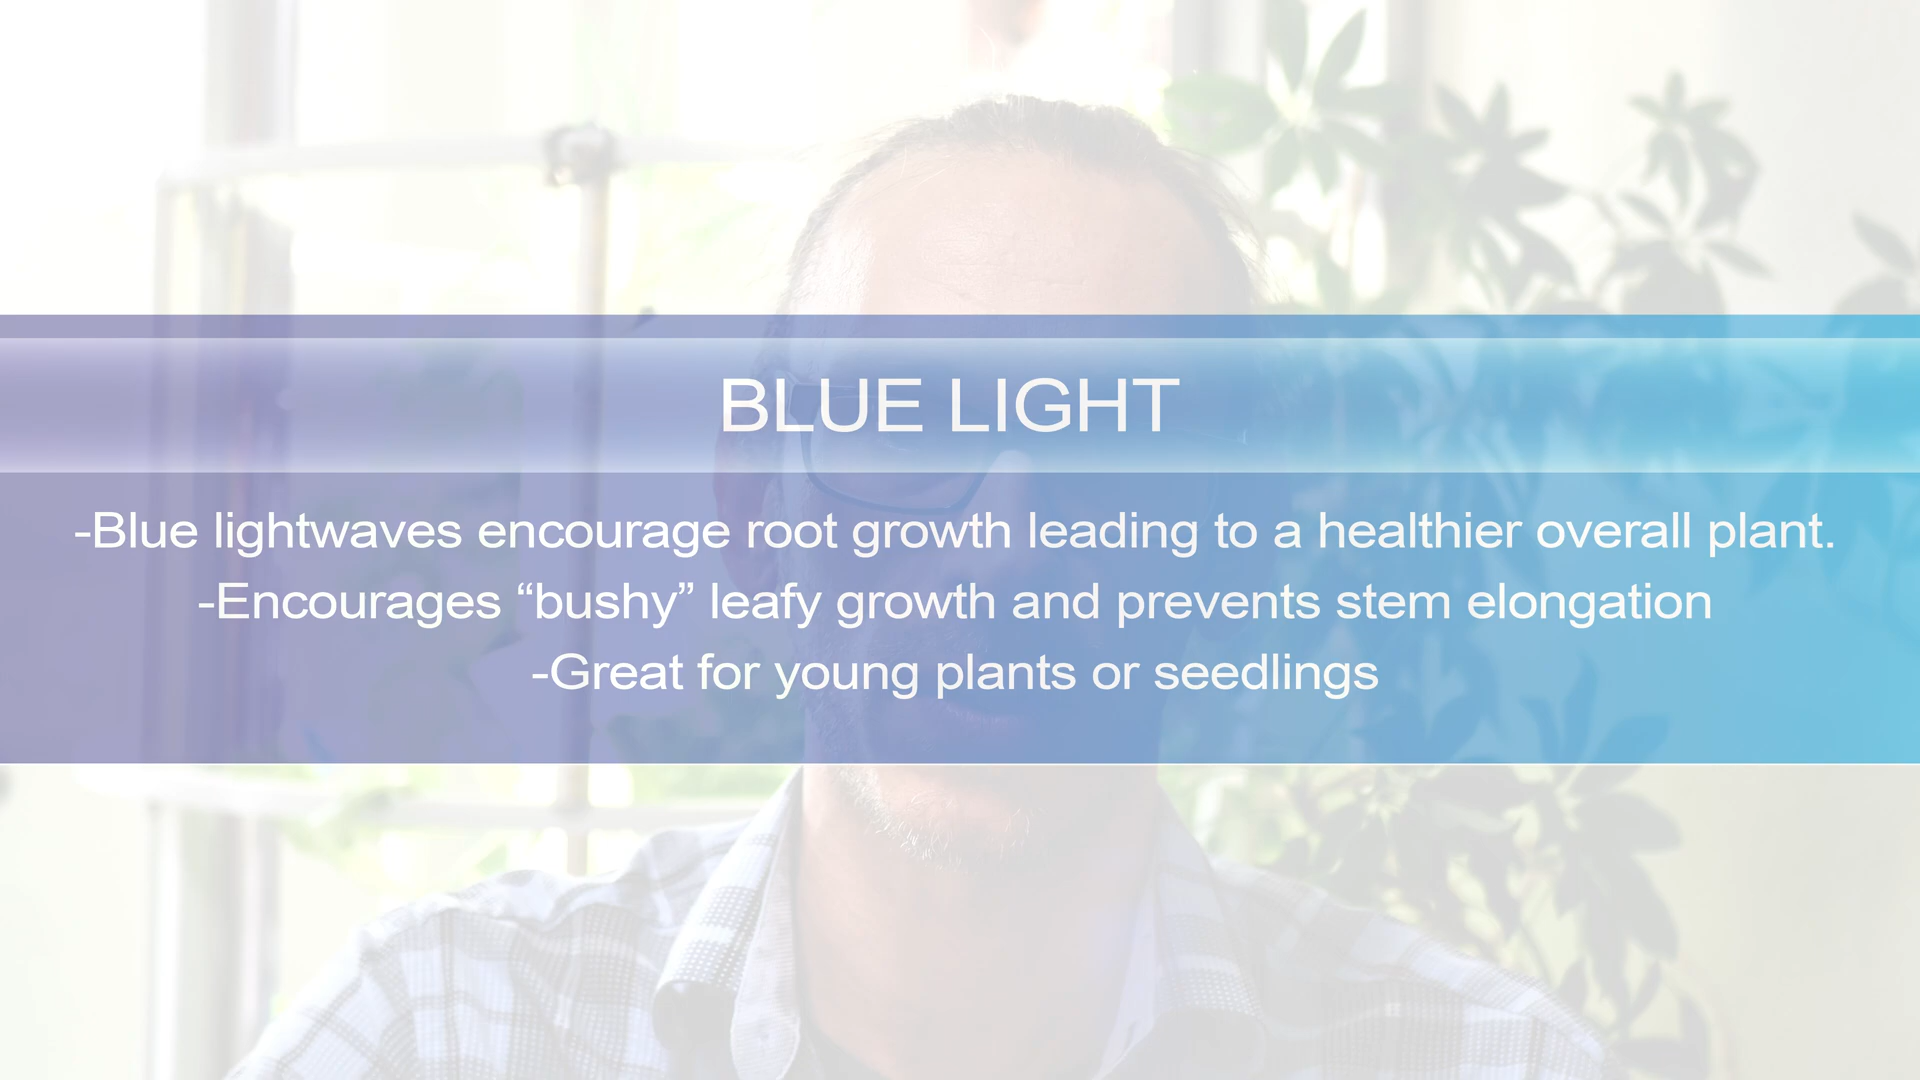 BLUE LIGHT
-Blue lightwaves encourage root growth leading to a healthier overall plant.
-Encourages “bushy” leafy growth and prevents stem elongation
-Great for young plants or seedlings